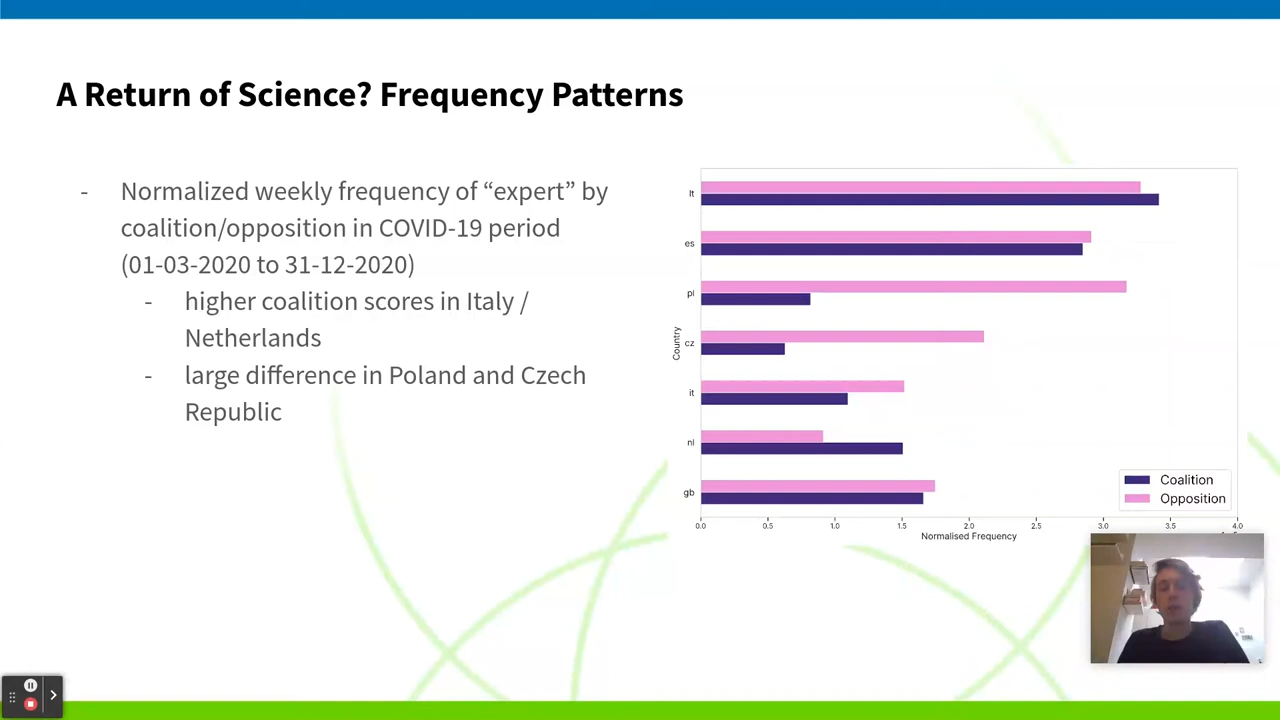 A Return of Science? Frequency Patterns
- Normalized weekly frequency of “expert” by
coalition/opposition in COVID-19 period
(01-03-2020 to 31-12-2020)
- higher coalition scores in Italy /
Netherlands
- large difference in Poland and Czech
Republic
Country
lt
es
pl
cz
it
nl
gb
Coalition
Opposition
0.0 0.5 1.0 1.5 2.0 2.5 3.0 3.5 4.0
Normalised Frequency